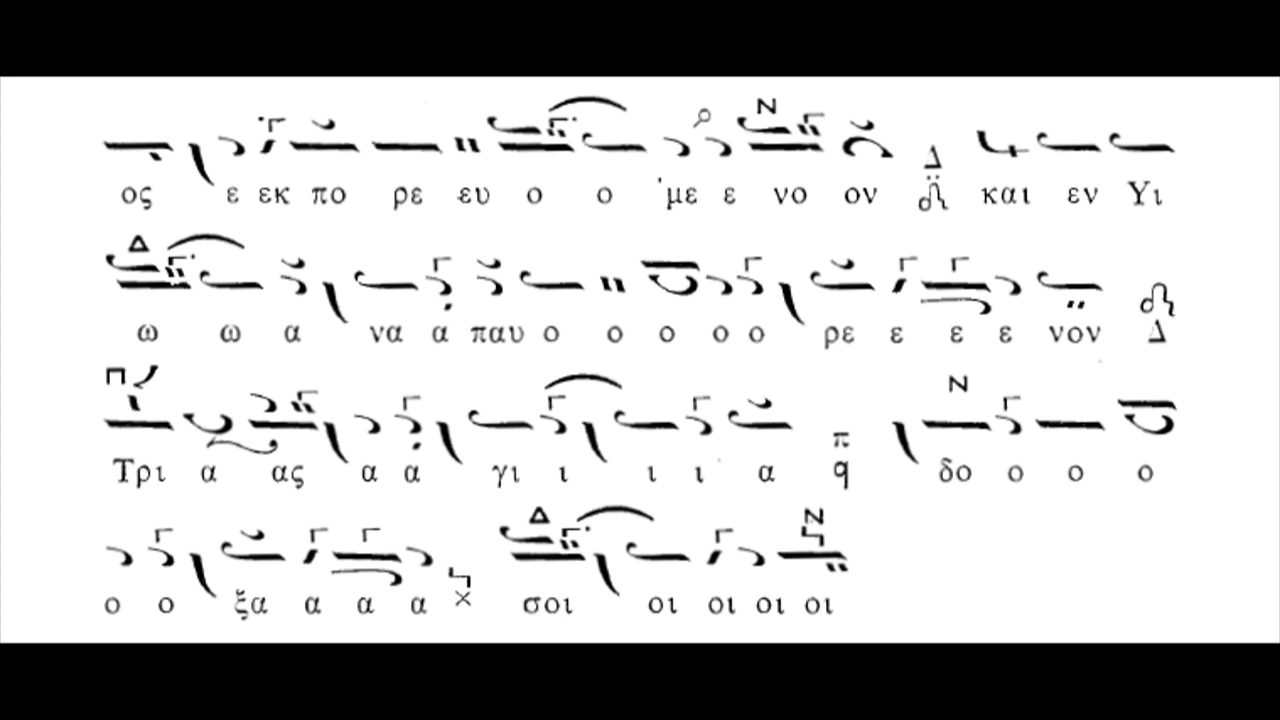 ος ε εκ πο ρε ευ ο ο με ε νο ον Δ και εν Υι
ω ω α να α παυ ο ο ο ο ο ρε ε ε ε νον Δ
Τρι α ας α α γι ι ι ι α π q δο ο ο ο
ο ο ξα α α α σοι οι οι οι οι